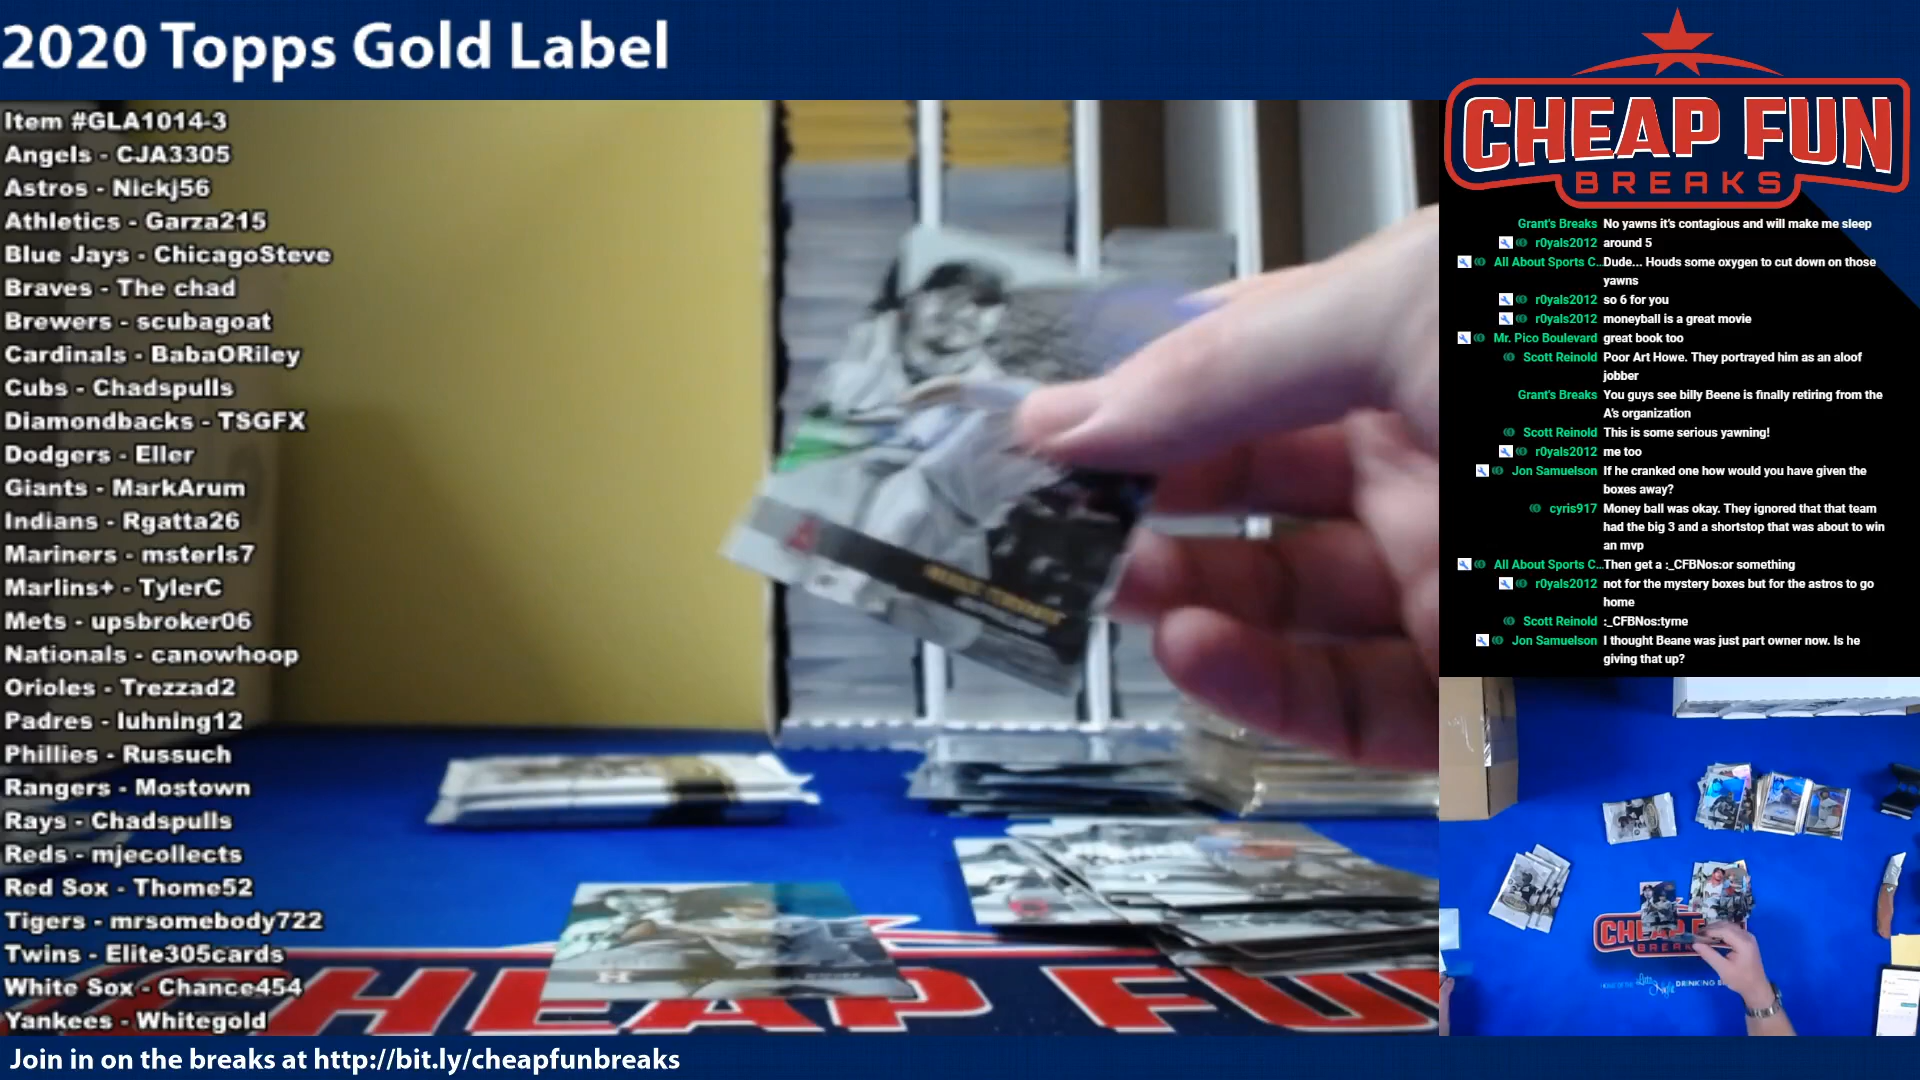 2020 Topps Gold Label
Item #GLA1014-3
Angels - CJA3305
Astros - Nickj56
Athletics - Garza215
Blue Jays - ChicagoSteve
Braves - The chad
Brewers - scubagoat
Cardinals - BabaORiley
Cubs - Chadspulls
Diamondbacks - TSGFX
Dodgers - Eller
Giants - MarkArum
Indians - Rgatta26
Mariners - msterls7
Marlins+ - TylerC
Mets - upsbroker06
Nationals - canowhoop
Orioles - Trezzad2
Padres - luhning12
Phillies - Russuch
Rangers - Mostown
Rays - Chadspulls
Reds - mjecollects
Red Sox - Thome52
Tigers - mrsomebody722
Twins - Elite305cards
White Sox - Chance454
Yankees - Whitegold
CHEAP FU
Join in on the breaks at http://bit.ly/cheapfunbreaks
CHEAP FUN
BREAKS
Grant's Breaks No yawns it's contagious and will make me sleep
r0yals2012 around 5
All About Sports C... Dude... Houds some oxygen to cut down on those
yawns
r0yals2012 so 6 for you
r0yals2012 moneyball is a great movie
Mr. Pico Boulevard great book too
Scott Reinold Poor Art Howe. They portrayed him as an aloof
jobber
Grant's Breaks You guys see billy Beene is finally retiring from the
A's organization
Scott Reinold This is some serious yawning!
r0yals2012 me too
Jon Samuelson If he cranked one how would you have given the
boxes away?
cyris917 Money ball was okay. They ignored that that team
had the big 3 and a shortstop that was about to win
an mvp
All About Sports C... Then get a :_CFBNos:or something
r0yals2012 not for the mystery boxes but for the astros to go
home
Scott Reinold :_CFBNos:tyme
Jon Samuelson I thought Beane was just part owner now. Is he
giving that up?
CHEAP FU
BREA
DRINKING